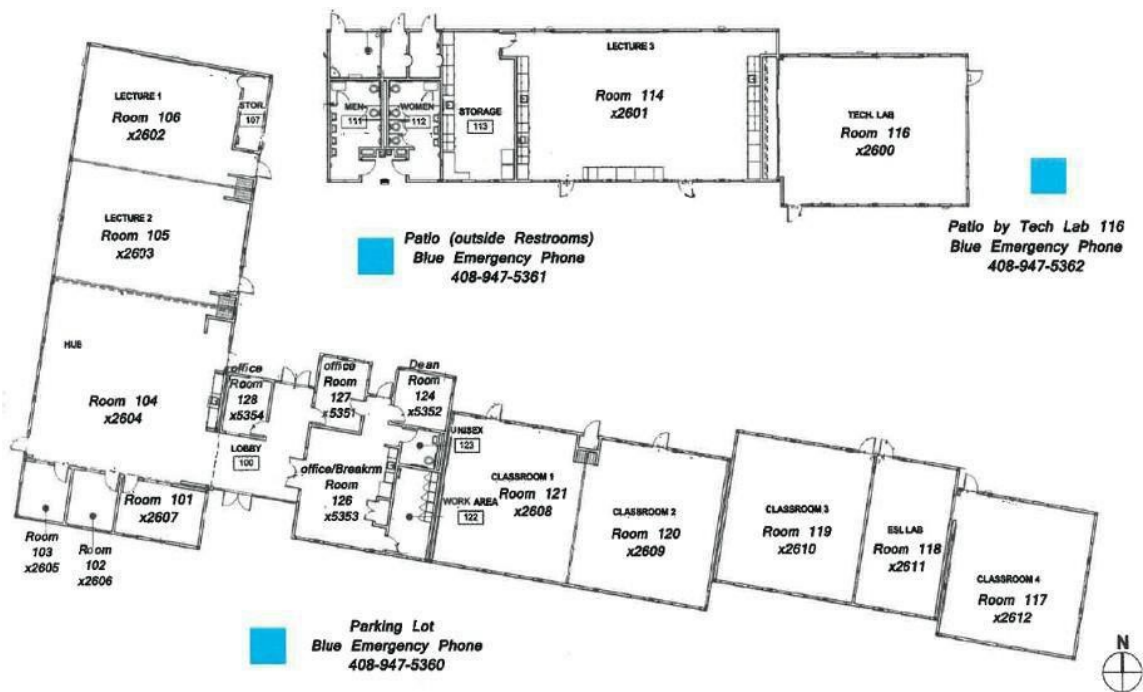 LECTURE 1
Room 106
x2602
STOR.
107
LECTURE 2
Room 105
x2603
HUB
Room 104
x2604
MEN
111
WOMEN
112
STORAGE
113
LECTURE 3
Room 114
x2601
TECH. LAB
Room 116
x2600
Patio (outside Restrooms)
Blue Emergency Phone
408-947-5361
Patio by Tech Lab 116
Blue Emergency Phone
408-947-5362
office
Room
128
x5354
office
Room
127
x5351
Dean
Room
124
x5352
LOBBY
100
office/Breakrm
Room
126
x5353
UNISEX
123
WORK AREA
122
CLASSROOM 1
Room 121
x2608
CLASSROOM 2
Room 120
x2609
CLASSROOM 3
Room 119
x2610
ESL LAB
Room 118
x2611
CLASSROOM 4
Room 117
x2612
Room 101
x2607
Room
103
x2605
Room
102
x2606
Parking Lot
Blue Emergency Phone
408-947-5360
N